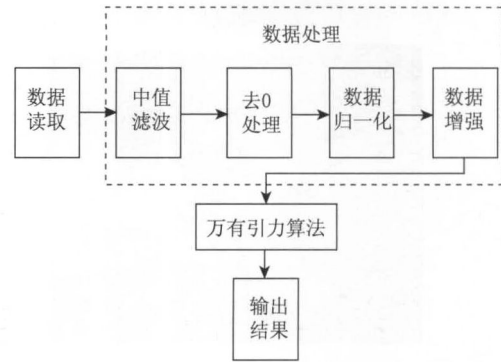 数据处理
数据
读取
中值
滤波
去0
处理
数据
归一化
数据
增强
万有引力算法
输出
结果